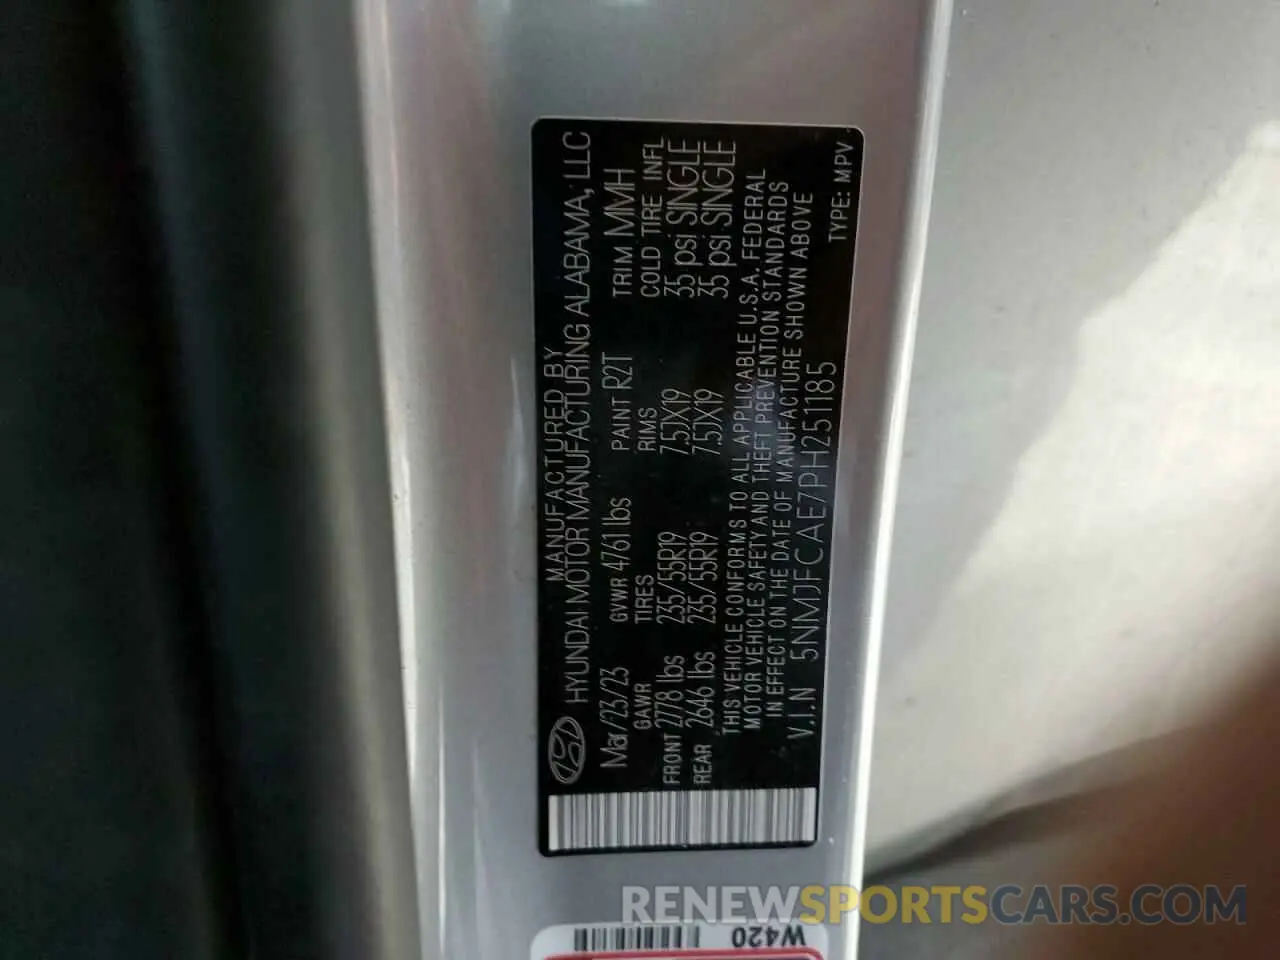 MANUFACTURED BY
HYUNDAI MOTOR MANUFACTURING ALABAMA, LLC
Mar/23/23 GVWR 4761 lbs PAINT R2T TRIM MMH
GAWR TIRES RIMS COLD TIRE INFL
FRONT 2778 lbs 235/55R19 7.5JX19 35 psi SINGLE
REAR 2646 lbs 235/55R19 7.5JX19 35 psi SINGLE
THIS VEHICLE CONFORMS TO ALL APPLICABLE U.S.A. FEDERAL
MOTOR VEHICLE SAFETY AND THEFT PREVENTION STANDARDS
IN EFFECT ON THE DATE OF MANUFACTURE SHOWN ABOVE
V.I.N 5NMJFCAE7PH251185 TYPE: MPV
W420
RENEWSPORTSCARS.COM